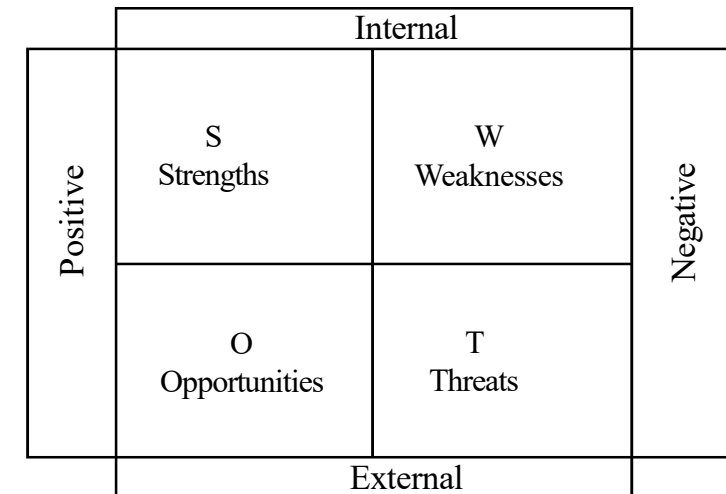 Internal
Positive
S
Strengths
W
Weaknesses
Negative
O
Opportunities
T
Threats
External